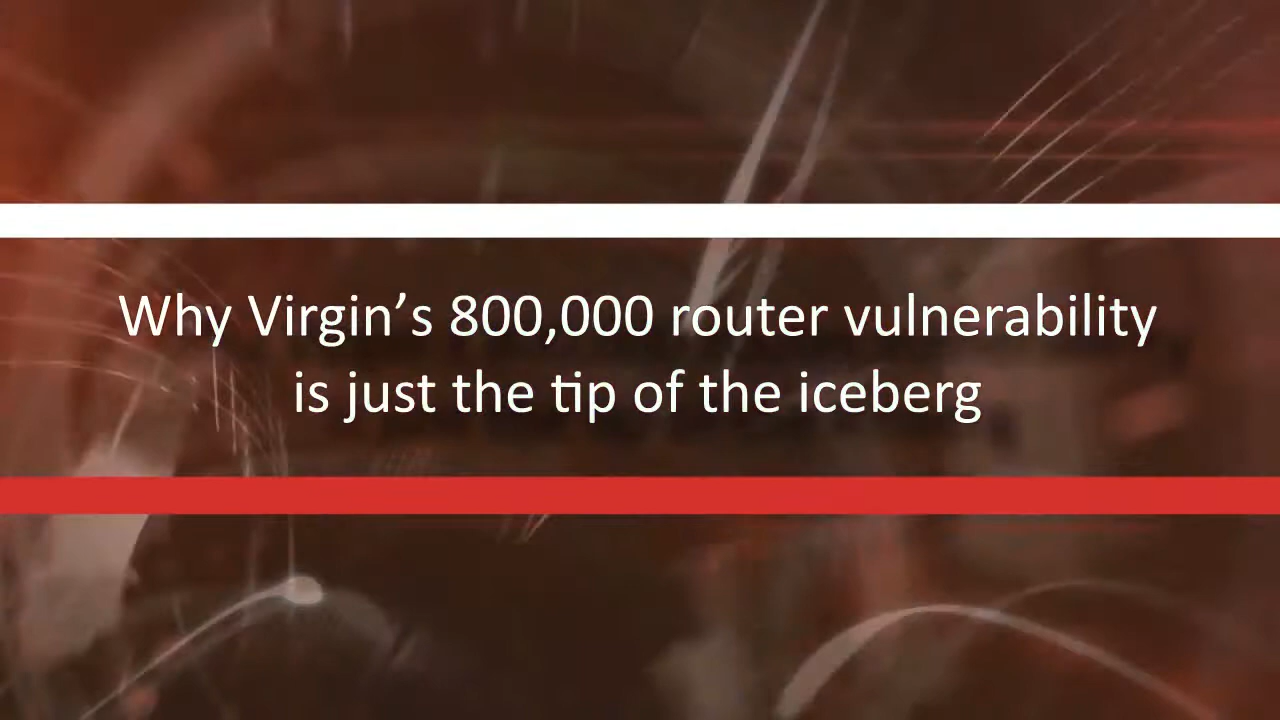 Why Virgin’s 800,000 router vulnerability
is just the tip of the iceberg